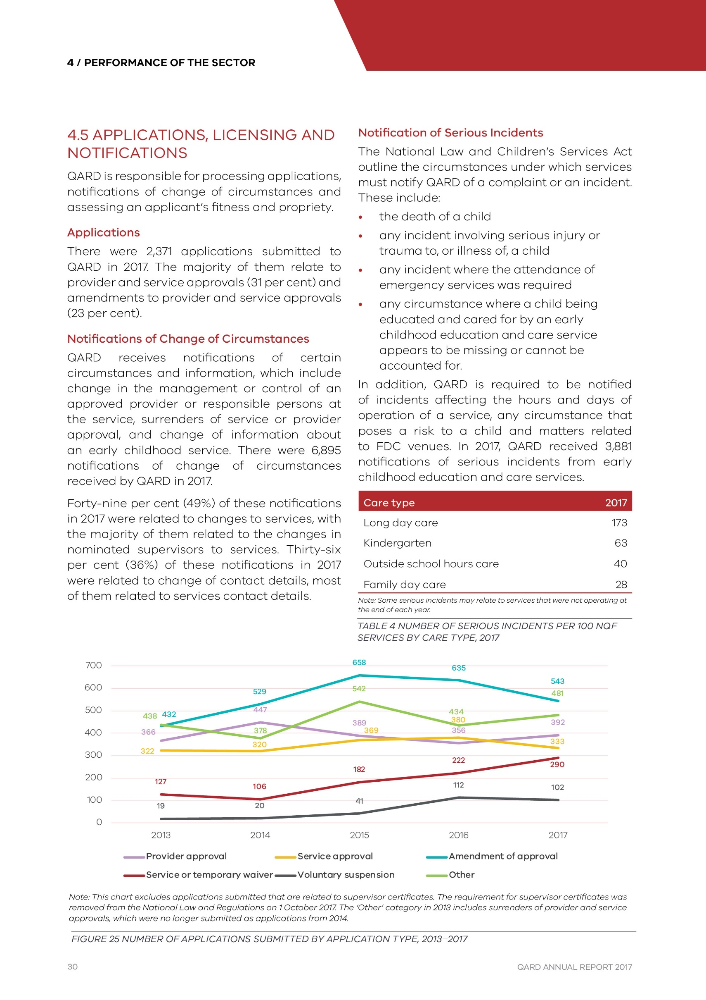 4 / PERFORMANCE OF THE SECTOR
4.5 APPLICATIONS, LICENSING AND
NOTIFICATIONS
QARD is responsible for processing applications,
notifications of change of circumstances and
assessing an applicant's fitness and propriety.
Applications
There were 2,371 applications submitted to
QARD in 2017. The majority of them relate to
provider and service approvals (31 per cent) and
amendments to provider and service approvals
(23 per cent).
Notifications of Change of Circumstances
QARD receives notifications of certain
circumstances and information, which include
change in the management or control of an
approved provider or responsible persons at
the service, surrenders of service or provider
approval, and change of information about
an early childhood service. There were 6,895
notifications of change of circumstances
received by QARD in 2017.
Forty-nine per cent (49%) of these notifications
in 2017 were related to changes to services, with
the majority of them related to the changes in
nominated supervisors to services. Thirty-six
per cent (36%) of these notifications in 2017
were related to change of contact details, most
of them related to services contact details.
Notification of Serious Incidents
The National Law and Children's Services Act
outline the circumstances under which services
must notify QARD of a complaint or an incident.
These include:
• the death of a child
• any incident involving serious injury or
trauma to, or illness of, a child
• any incident where the attendance of
emergency services was required
• any circumstance where a child being
educated and cared for by an early
childhood education and care service
appears to be missing or cannot be
accounted for.
In addition, QARD is required to be notified
of incidents affecting the hours and days of
operation of a service, any circumstance that
poses a risk to a child and matters related
to FDC venues. In 2017, QARD received 3,881
notifications of serious incidents from early
childhood education and care services.
Care type 2017
Long day care 173
Kindergarten 63
Outside school hours care 40
Family day care 28
Note: Some serious incidents may relate to services that were not operating at
the end of each year.
TABLE 4 NUMBER OF SERIOUS INCIDENTS PER 100 NQF
SERVICES BY CARE TYPE, 2017
700
600
500
400
300
200
100
0
438 432
366
322
127
19
529
447
378
320
106
20
658
542
389
369
182
41
635
434
380
356
222
112
543
481
392
333
290
102
2013 2014 2015 2016 2017
Provider approval Service approval Amendment of approval
Service or temporary waiver Voluntary suspension Other
Note: This chart excludes applications submitted that are related to supervisor certificates. The requirement for supervisor certificates was
removed from the National Law and Regulations on 1 October 2017. The 'Other' category in 2013 includes surrenders of provider and service
approvals, which were no longer submitted as applications from 2014.
FIGURE 25 NUMBER OF APPLICATIONS SUBMITTED BY APPLICATION TYPE, 2013–2017
30 QARD ANNUAL REPORT 2017